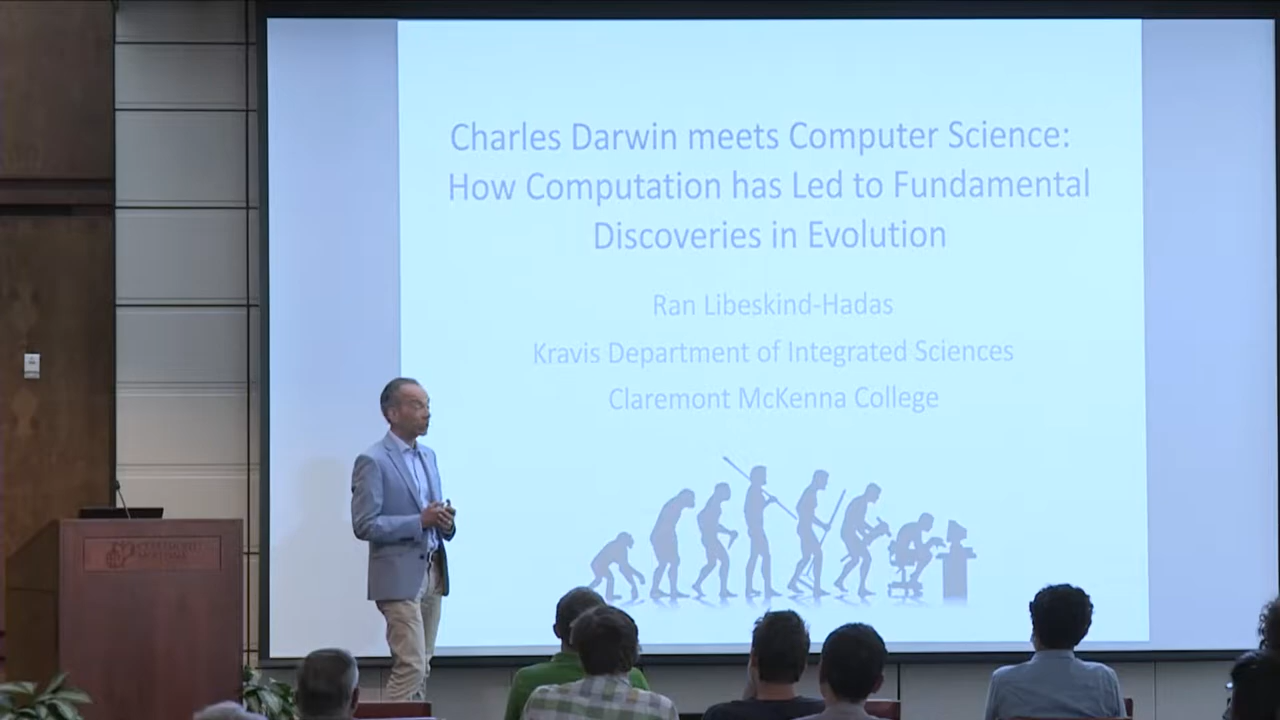 Charles Darwin meets Computer Science:
How Computation has Led to Fundamental
Discoveries in Evolution
Ran Libeskind-Hadas
Kravis Department of Integrated Sciences
Claremont McKenna College